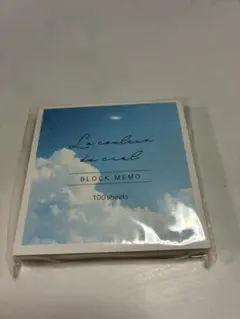 La couleur
du ciel
BLOCK MEMO
100 sheets